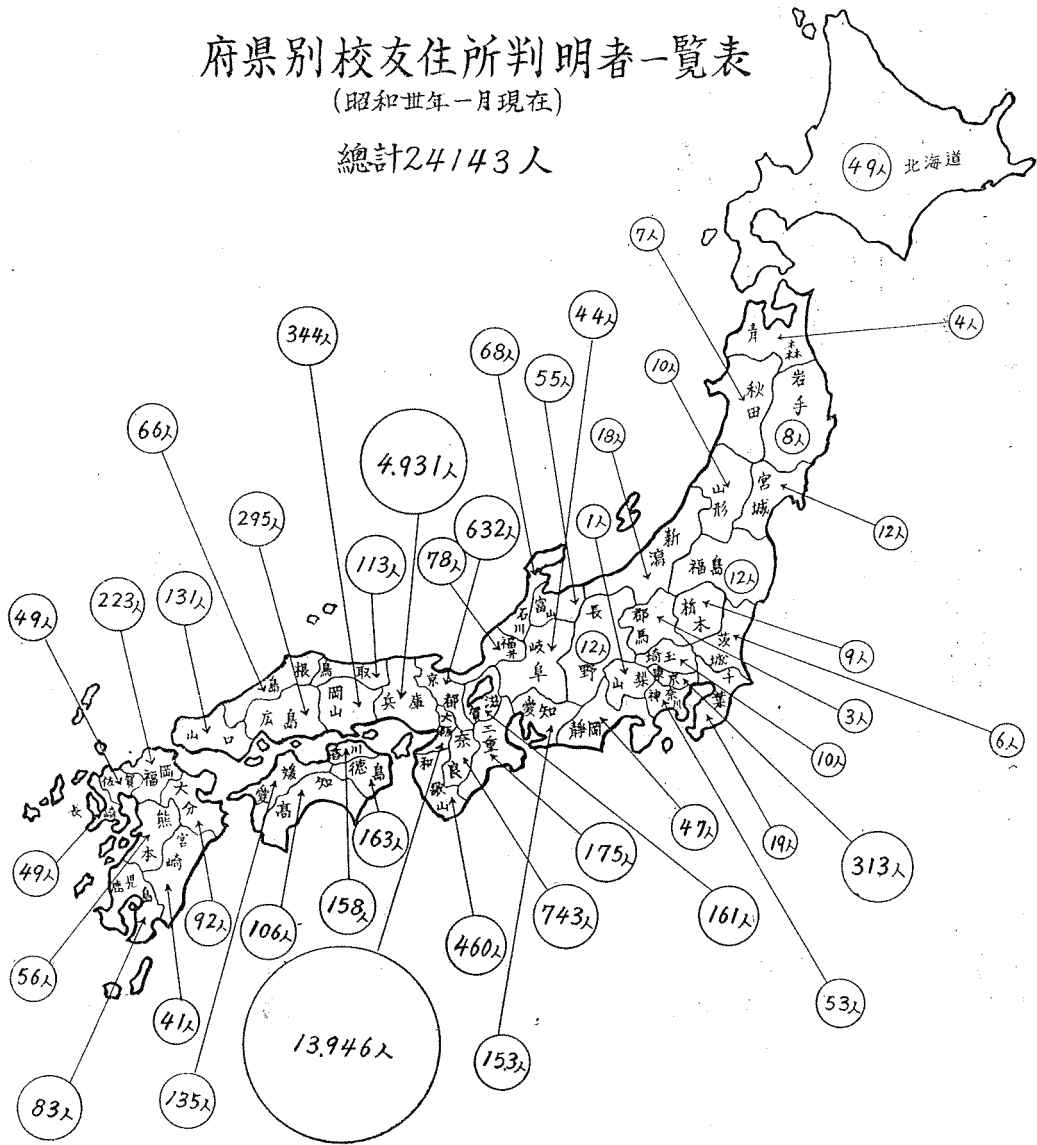 府県別校友住所判明者一覧表
(昭和卅年一月現在)
總計24143人
49人 北海道
7人
4人
青森
秋田
岩手
8人
10人
18人
山形
宮城
12人
新潟
福島
12人
344人
44人
68人
55人
66人
4.931人
295人
632人
1人
113人
78人
49人
223人
131人
石川
富山
福井
岐阜
長野
12人
郡馬
栃木
茨城
9人
3人
6人
埼玉
10人
東京
千葉
神奈川
山梨
静岡
愛知
滋賀
三重
京都
大阪
奈良
和歌山
兵庫
鳥取
島根
岡山
広島
山口
香川
徳島
愛媛
高知
福岡
佐賀
長崎
大分
熊本
宮崎
鹿児島
163人
175人
47人
19人
313人
49人
92人
106人
158人
460人
743人
161人
56人
41人
53人
13.946人
153人
83人
135人